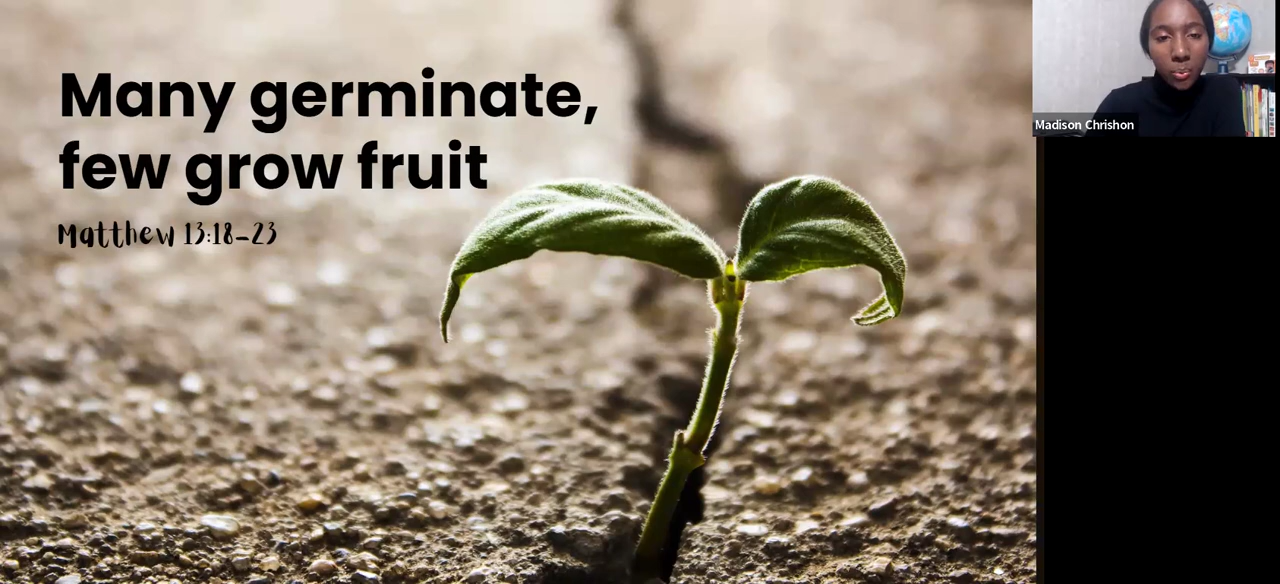 Many germinate,
few grow fruit
Matthew 13:18-23
Madison Chrishon